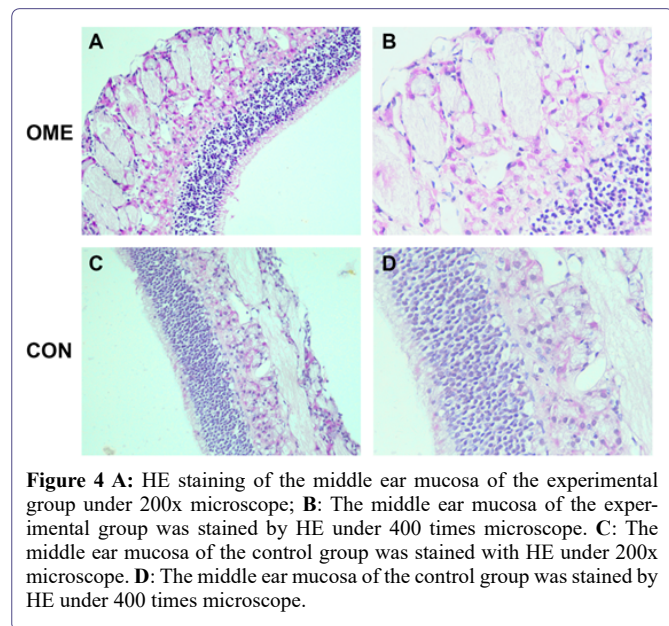 A
B
OME
C
D
CON
Figure 4 A: HE staining of the middle ear mucosa of the experimental
group under 200x microscope; B: The middle ear mucosa of the exper-
imental group was stained by HE under 400 times microscope. C: The
middle ear mucosa of the control group was stained with HE under 200x
microscope. D: The middle ear mucosa of the control group was stained by
HE under 400 times microscope.